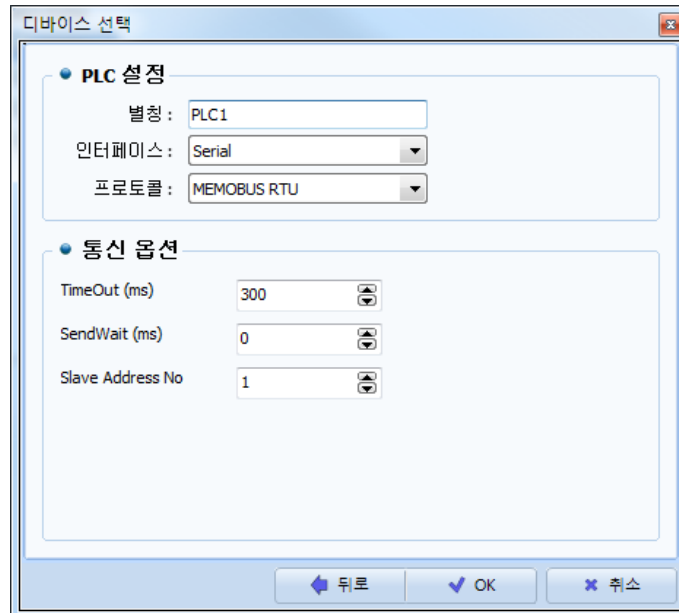 디바이스 선택
PLC 설정
별칭 : PLC1
인터페이스 : Serial
프로토콜 : MEMOBUS RTU
통신 옵션
TimeOut (ms) 300
SendWait (ms) 0
Slave Address No 1
뒤로 OK 취소